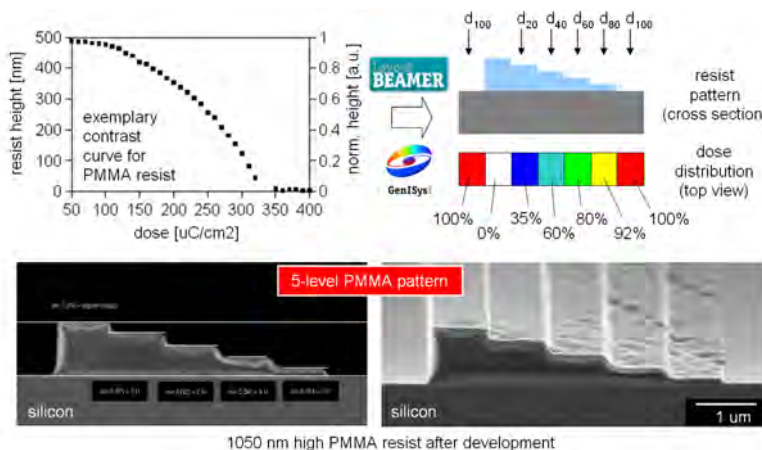 500
400
300
200
100
0
resist height [nm]
1
0.8
0.6
0.4
0.2
0
norm. height [a.u.]
exemplary
contrast
curve for
PMMA resist
50 100 150 200 250 300 350 400
dose [uC/cm2]
d100 d20 d40 d60 d80 d100
BEAMER
GenISys
resist
pattern
(cross section)
dose
distribution
(top view)
100% 35% 80% 100%
0% 60% 92%
5-level PMMA pattern
silicon
silicon
1 um
1050 nm high PMMA resist after development